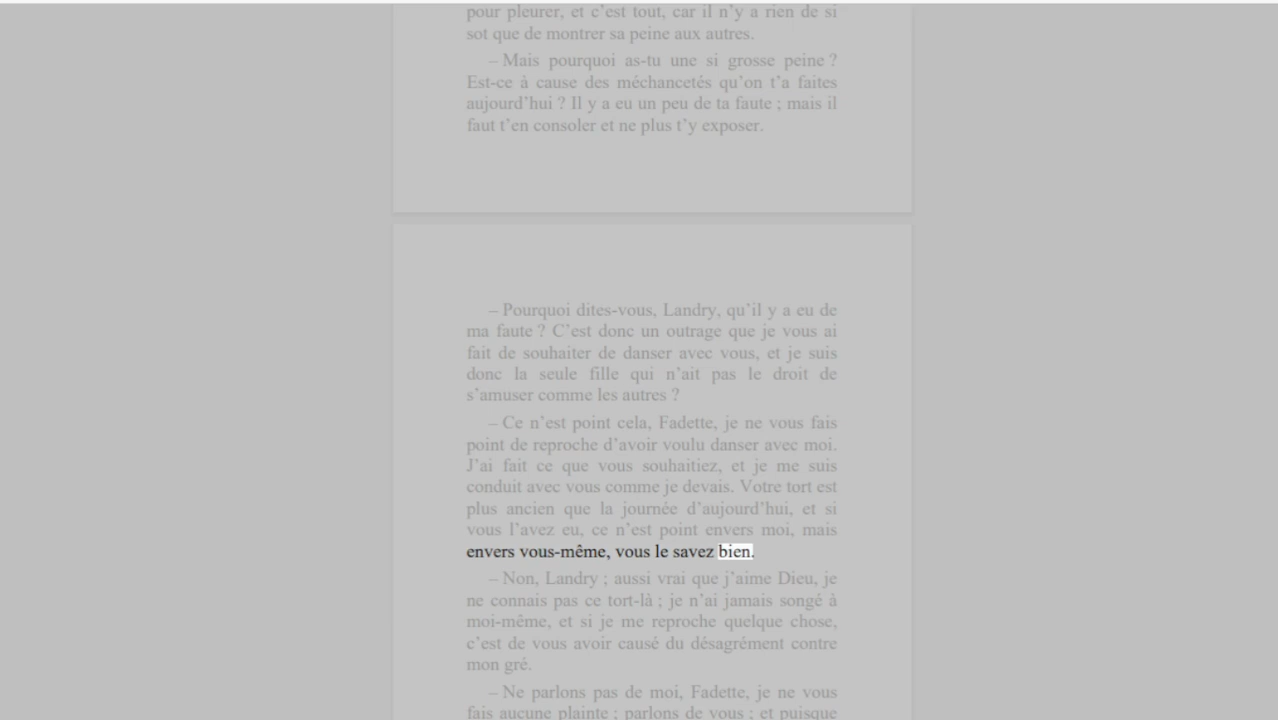 pour pleurer, et c’est tout, car il n’y a rien de si
sot que de montrer sa peine aux autres.
– Mais pourquoi as-tu une si grosse peine ?
Est-ce à cause des méchancetés qu’on t’a faites
aujourd’hui ? Il y a eu un peu de ta faute ; mais il
faut t’en consoler et ne plus t’y exposer.
– Pourquoi dites-vous, Landry, qu’il y a eu de
ma faute ? C’est donc un outrage que je vous ai
fait de souhaiter de danser avec vous, et je suis
donc la seule fille qui n’ait pas le droit de
s’amuser comme les autres ?
– Ce n’est point cela, Fadette, je ne vous fais
point de reproche d’avoir voulu danser avec moi.
J’ai fait ce que vous souhaitiez, et je me suis
conduit avec vous comme je devais. Votre tort est
plus ancien que la journée d’aujourd’hui, et si
vous l’avez eu, ce n’est point envers moi, mais
envers vous-même, vous le savez bien.
– Non, Landry ; aussi vrai que j’aime Dieu, je
ne connais pas ce tort-là ; je n’ai jamais songé à
moi-même, et si je me reproche quelque chose,
c’est de vous avoir causé du désagrément contre
mon gré.
– Ne parlons pas de moi, Fadette, je ne vous
fais aucune plainte ; parlons de vous ; et puisque